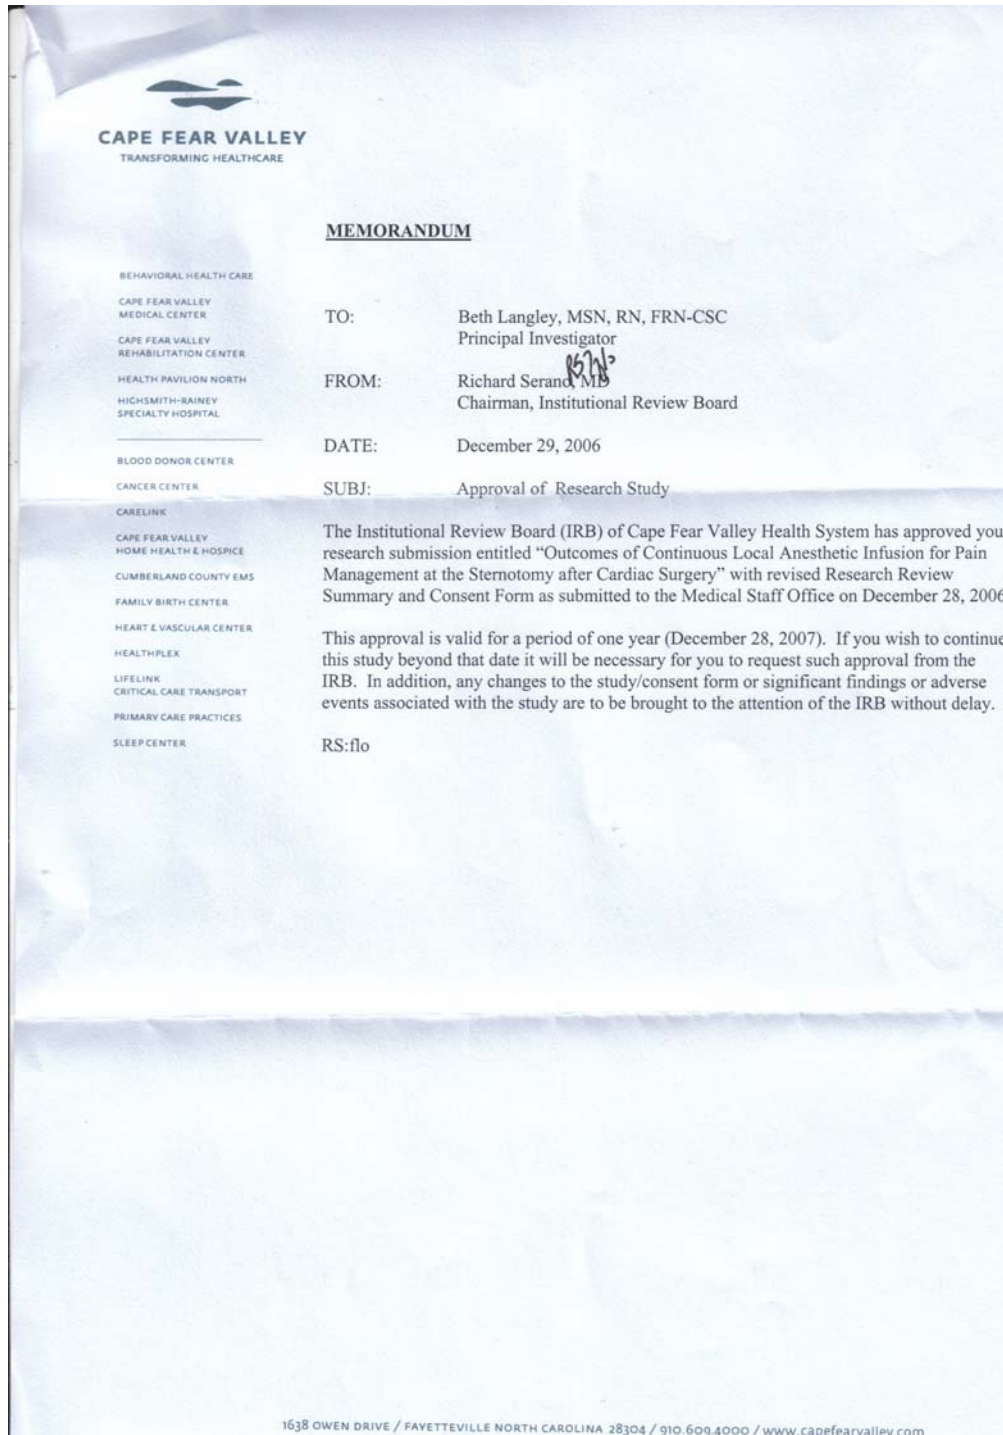 CAPE FEAR VALLEY
TRANSFORMING HEALTHCARE
MEMORANDUM
BEHAVIORAL HEALTH CARE
CAPE FEAR VALLEY
MEDICAL CENTER
CAPE FEAR VALLEY
REHABILITATION CENTER
HEALTH PAVILION NORTH
HIGHSMITH-RAINEY
SPECIALTY HOSPITAL
BLOOD DONOR CENTER
CANCER CENTER
CARELINK
CAPE FEAR VALLEY
HOME HEALTH & HOSPICE
CUMBERLAND COUNTY EMS
FAMILY BIRTH CENTER
HEART & VASCULAR CENTER
HEALTHPLEX
LIFELINK
CRITICAL CARE TRANSPORT
PRIMARY CARE PRACTICES
SLEEP CENTER
TO: Beth Langley, MSN, RN, FRN-CSC
Principal Investigator
FROM: Richard Serano, MD
Chairman, Institutional Review Board
DATE: December 29, 2006
SUBJ: Approval of Research Study
The Institutional Review Board (IRB) of Cape Fear Valley Health System has approved you
research submission entitled “Outcomes of Continuous Local Anesthetic Infusion for Pain
Management at the Sternotomy after Cardiac Surgery” with revised Research Review
Summary and Consent Form as submitted to the Medical Staff Office on December 28, 2006
This approval is valid for a period of one year (December 28, 2007). If you wish to continue
this study beyond that date it will be necessary for you to request such approval from the
IRB. In addition, any changes to the study/consent form or significant findings or adverse
events associated with the study are to be brought to the attention of the IRB without delay.
RS:flo
1638 OWEN DRIVE / FAYETTEVILLE NORTH CAROLINA 28304 / 910.609.4000 / www.capefearvalley.com